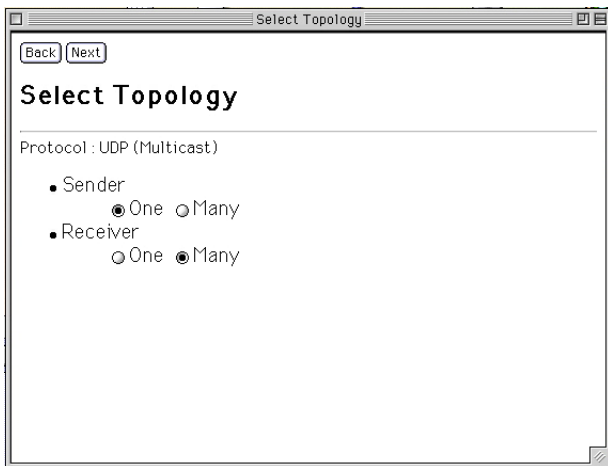 Select Topology
Back Next
Select Topology
Protocol : UDP (Multicast)
Sender
One Many
Receiver
One Many